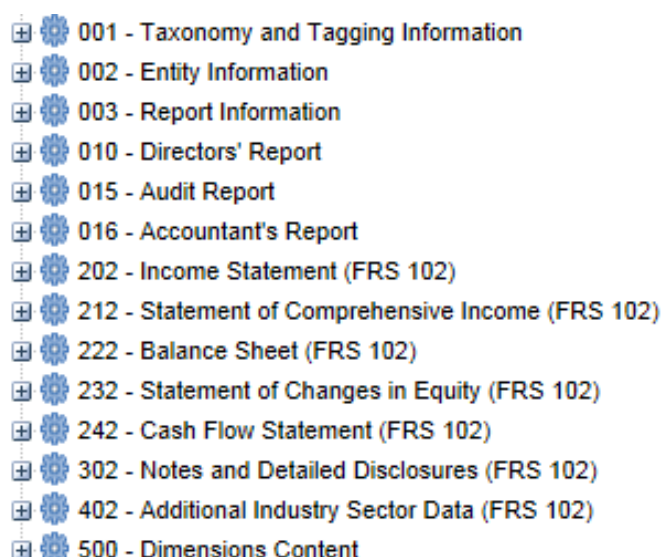 001 - Taxonomy and Tagging Information
002 - Entity Information
003 - Report Information
010 - Directors' Report
015 - Audit Report
016 - Accountant's Report
202 - Income Statement (FRS 102)
212 - Statement of Comprehensive Income (FRS 102)
222 - Balance Sheet (FRS 102)
232 - Statement of Changes in Equity (FRS 102)
242 - Cash Flow Statement (FRS 102)
302 - Notes and Detailed Disclosures (FRS 102)
402 - Additional Industry Sector Data (FRS 102)
500 - Dimensions Content